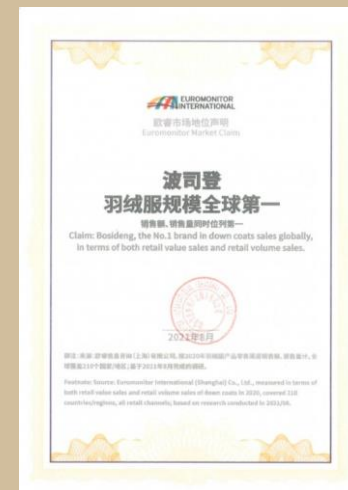 EUROMONITOR
INTERNATIONAL
欧睿市场地位声明
Euromonitor Market Claim
波司登
羽绒服规模全球第一
销售额、销售量同时位列第一
Claim: Bosideng, the No.1 brand in down coats sales globally,
in terms of both retail value sales and retail volume sales.
2021年8月
Footnote: Source: Euromonitor International (Shanghai) Co., Ltd., measured in terms of
both retail value sales and retail volume sales of down coats in 2020, covered 210
countries/regions, all retail channels; based on research conducted in 2021/08.